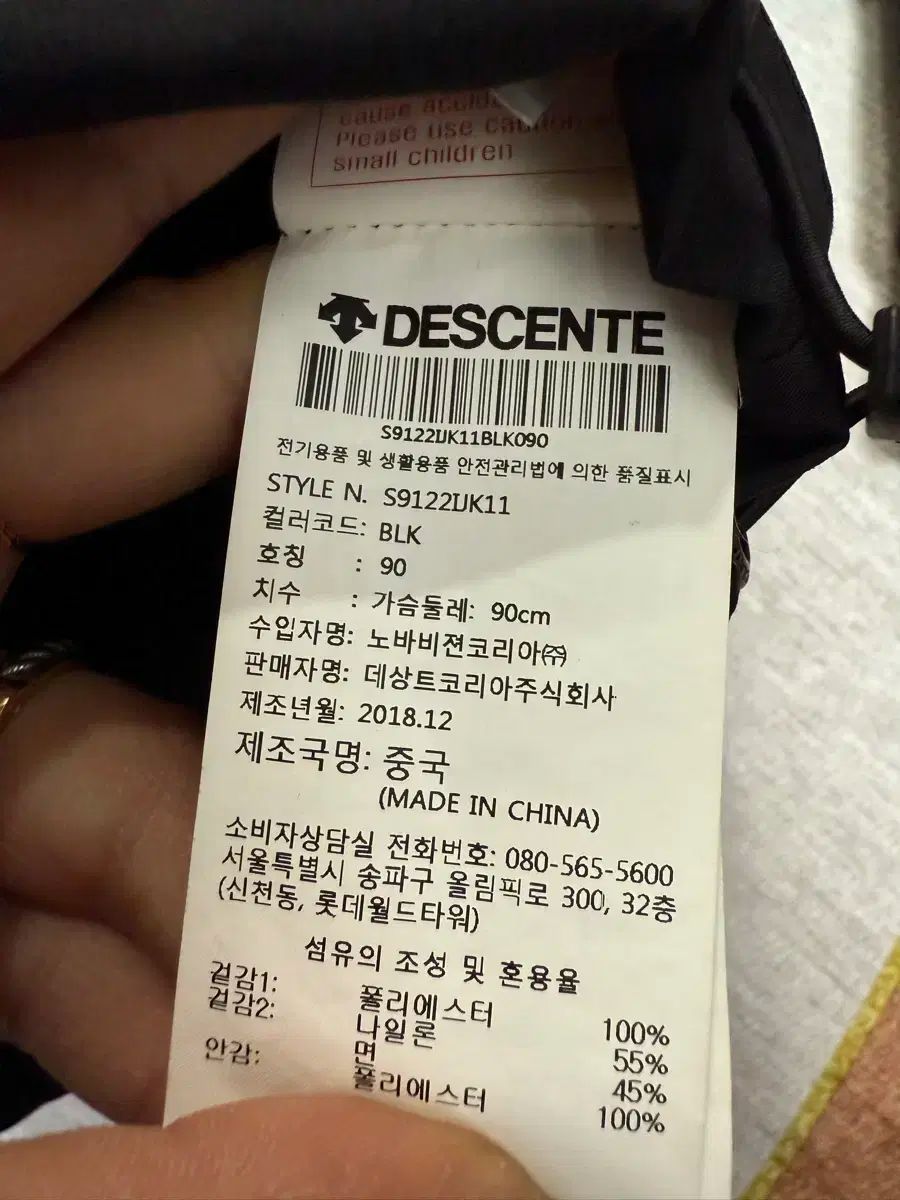 cause
Please use caution
small children
DESCENTE
S9122IJK11BLK090
전기용품 및 생활용품 안전관리법에 의한 품질표시
STYLE N. S9122IJK11
컬러코드: BLK
호칭 : 90
치수 : 가슴둘레: 90cm
수입자명: 노바비젼코리아㈜
판매자명: 데상트코리아주식회사
제조년월: 2018.12
제조국명: 중국
(MADE IN CHINA)
소비자상담실 전화번호: 080-565-5600
서울특별시 송파구 올림픽로 300, 32층
(신천동, 롯데월드타워)
섬유의 조성 및 혼용율
겉감1: 폴리에스터 100%
겉감2: 나일론 55%
면 45%
안감: 폴리에스터 100%